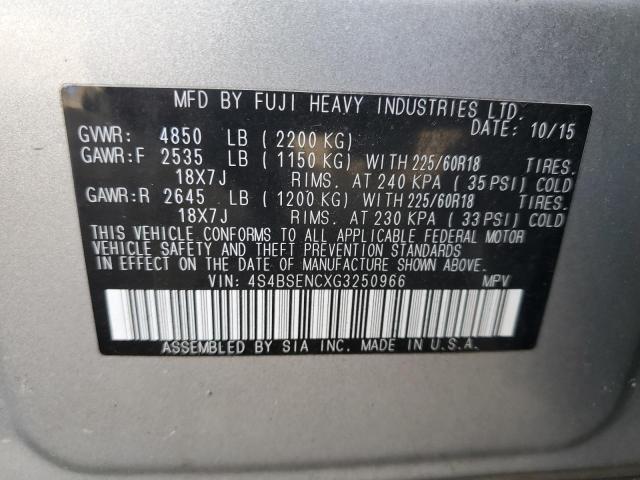 MFD BY FUJI HEAVY INDUSTRIES LTD.
DATE: 10/15
GVWR: 4850 LB ( 2200 KG)
GAWR:F 2535 LB ( 1150 KG) WITH 225/60R18 TIRES.
18X7J RIMS. AT 240 KPA ( 35 PSI) COLD
GAWR:R 2645 LB ( 1200 KG) WITH 225/60R18 TIRES.
18X7J RIMS. AT 230 KPA ( 33 PSI) COLD
THIS VEHICLE CONFORMS TO ALL APPLICABLE FEDERAL MOTOR
VEHICLE SAFETY AND THEFT PREVENTION STANDARDS
IN EFFECT ON THE DATE OF MANUFACTURE SHOWN ABOVE.
VIN: 4S4BSENCXG3250966 MPV
ASSEMBLED BY SIA INC. MADE IN U.S.A.